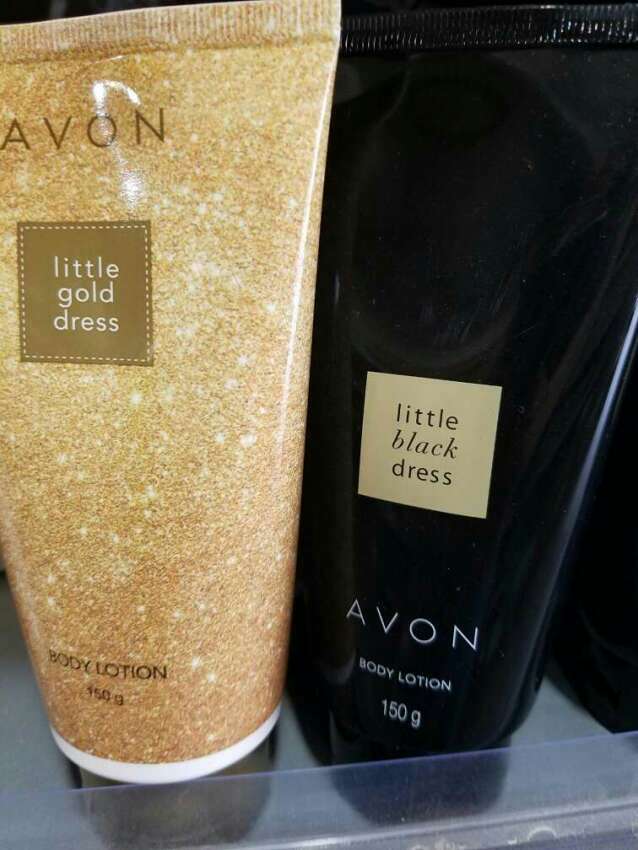 AVON
little
gold
dress
BODY LOTION
150 g
little
black
dress
AVON
BODY LOTION
150 g